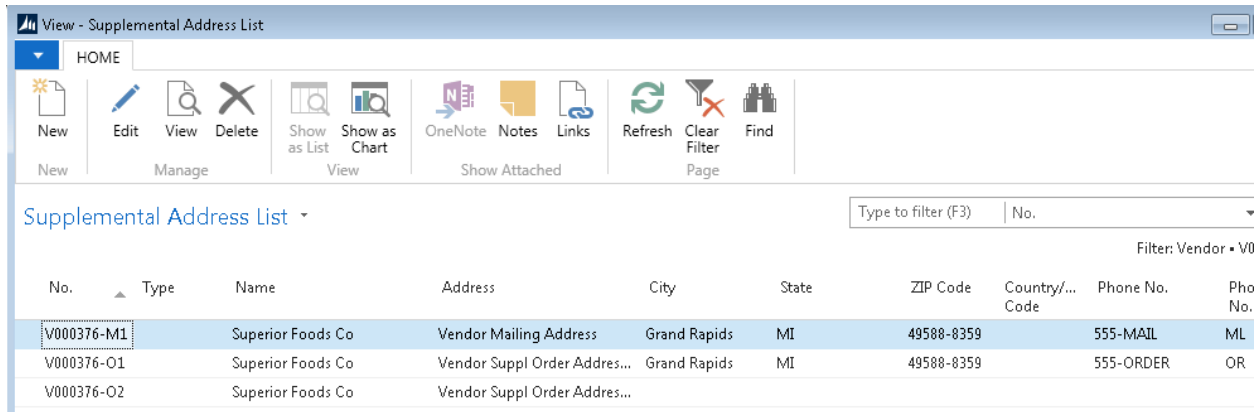 View - Supplemental Address List
HOME
New Edit View Delete Show as List Show as Chart OneNote Notes Links Refresh Clear Filter Find
New Manage View Show Attached Page
Supplemental Address List
Type to filter (F3) No.
Filter: Vendor • V0
No. Type Name Address City State ZIP Code Country/... Code Phone No. Pho No.
V000376-M1 Superior Foods Co Vendor Mailing Address Grand Rapids MI 49588-8359 555-MAIL ML
V000376-O1 Superior Foods Co Vendor Suppl Order Addres... Grand Rapids MI 49588-8359 555-ORDER OR
V000376-O2 Superior Foods Co Vendor Suppl Order Addres...